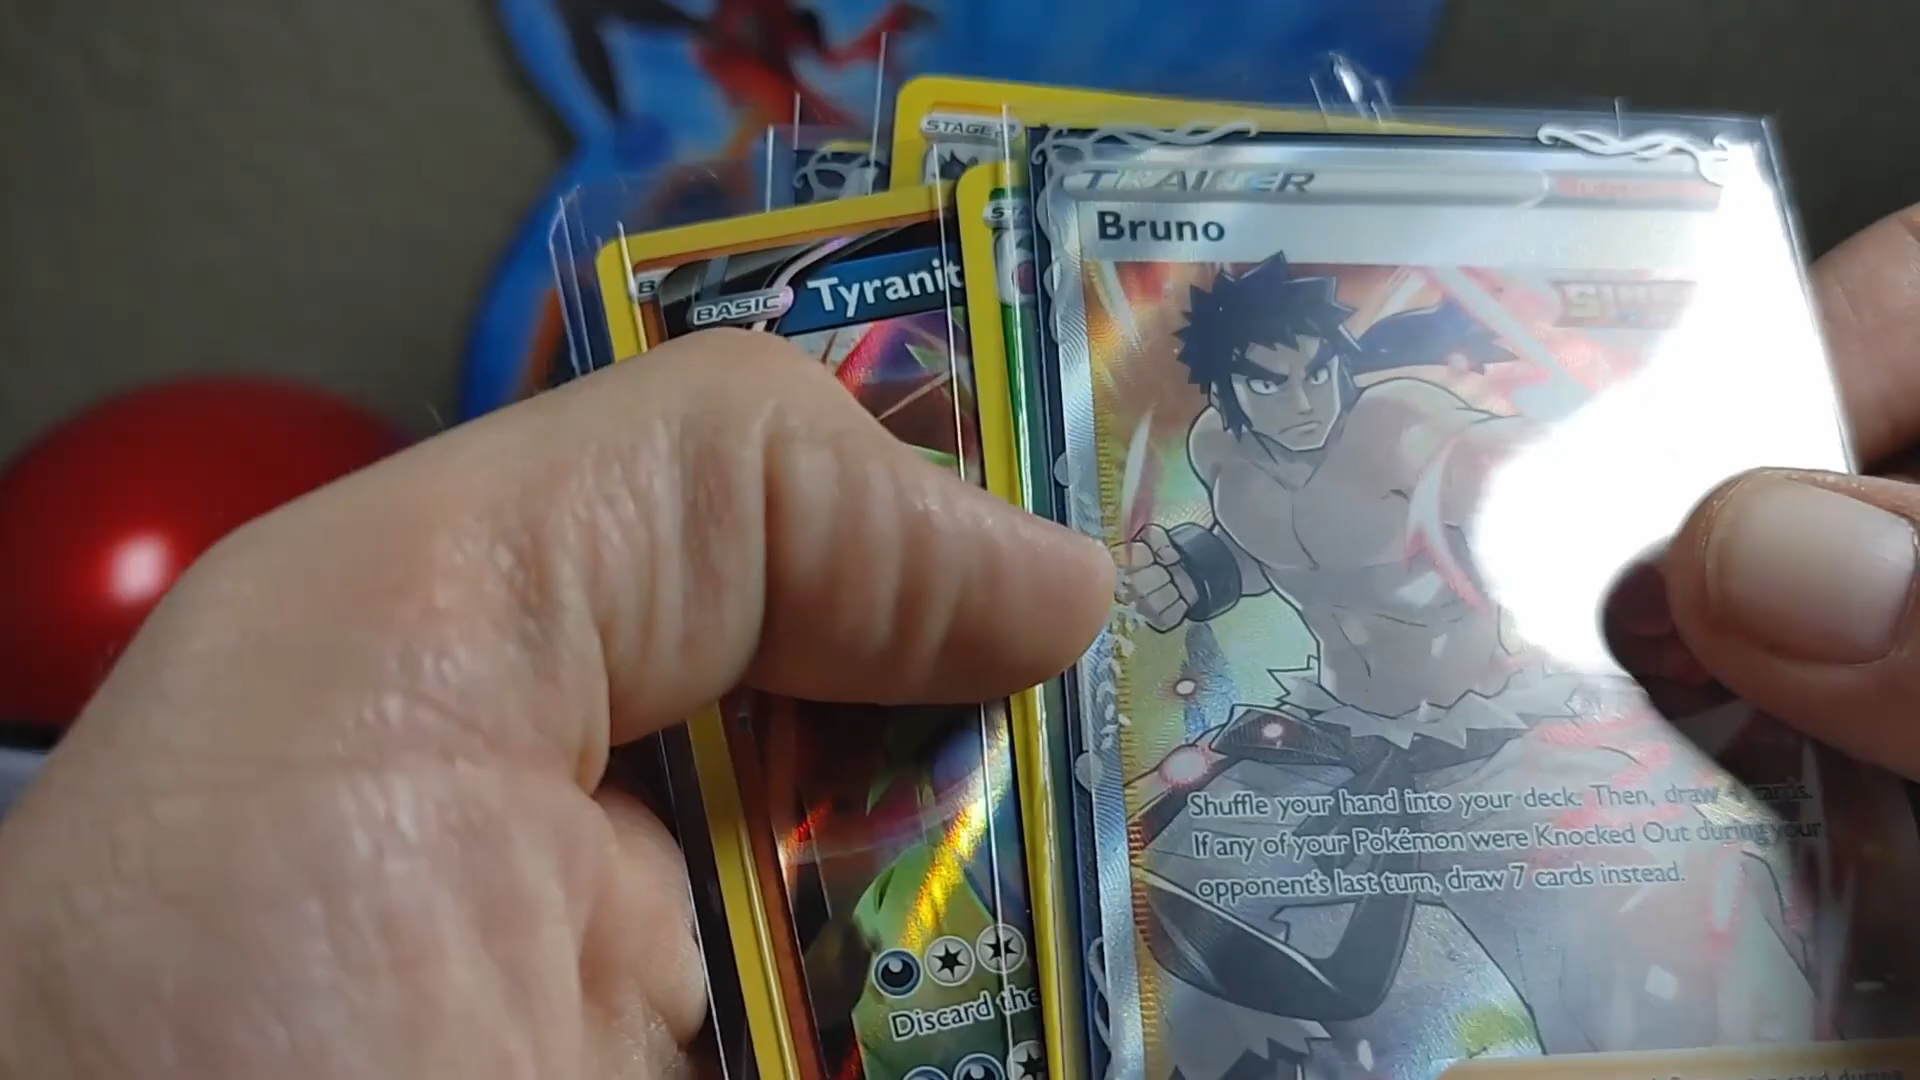 STAGE
TRAINER
Bruno
BASIC
Tyranit
Shuffle your hand into your deck. Then, draw 4 cards.
If any of your Pokémon were Knocked Out during your
opponent's last turn, draw 7 cards instead.
Discard the